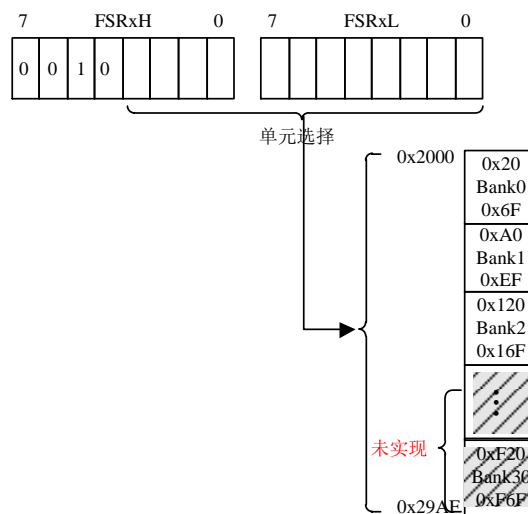 7 FSRxH 0 7 FSRxL 0
0 0 1 0
单元选择
0x2000
0x20
Bank0
0x6F
0xA0
Bank1
0xEF
0x120
Bank2
0x16F
未实现
0xF20
Bank30
0xF6F
0x29AF